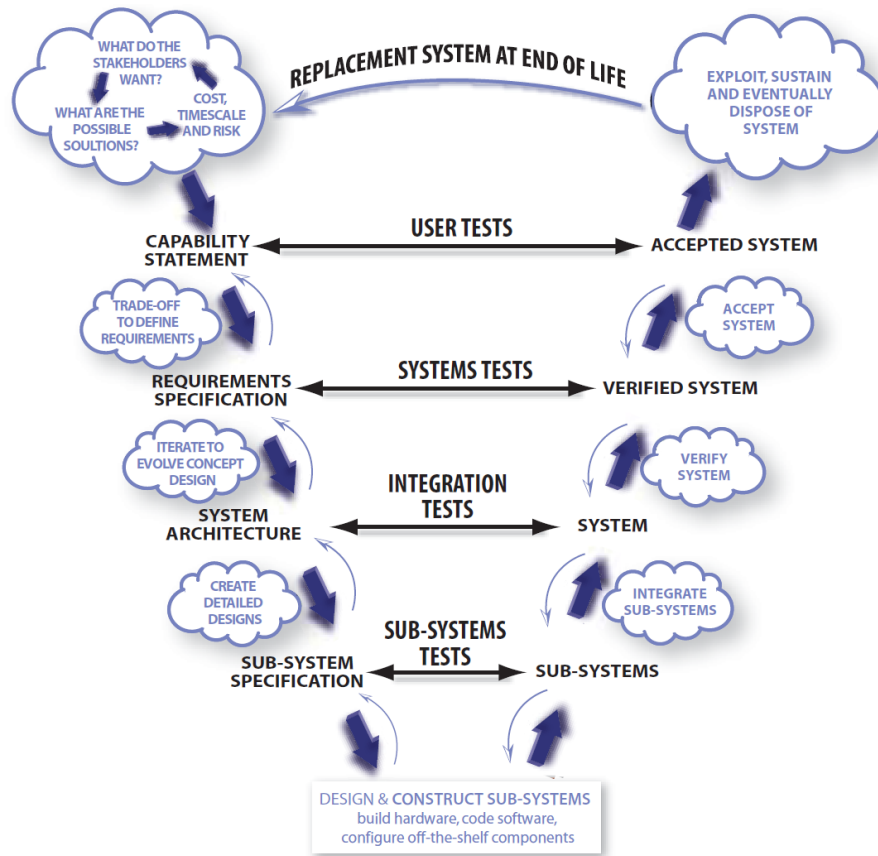 WHAT DO THE
STAKEHOLDERS
WANT?
WHAT ARE THE
POSSIBLE
SOULTIONS?
COST,
TIMESCALE
AND RISK
REPLACEMENT SYSTEM AT END OF LIFE
EXPLOIT, SUSTAIN
AND EVENTUALLY
DISPOSE OF
SYSTEM
CAPABILITY
STATEMENT
USER TESTS
ACCEPTED SYSTEM
TRADE-OFF
TO DEFINE
REQUIREMENTS
ACCEPT
SYSTEM
REQUIREMENTS
SPECIFICATION
SYSTEMS TESTS
VERIFIED SYSTEM
ITERATE TO
EVOLVE CONCEPT
DESIGN
VERIFY
SYSTEM
SYSTEM
ARCHITECTURE
INTEGRATION
TESTS
SYSTEM
CREATE
DETAILED
DESIGNS
INTEGRATE
SUB-SYSTEMS
SUB-SYSTEM
SPECIFICATION
SUB-SYSTEMS
TESTS
SUB-SYSTEMS
DESIGN & CONSTRUCT SUB-SYSTEMS
build hardware, code software,
configure off-the-shelf components